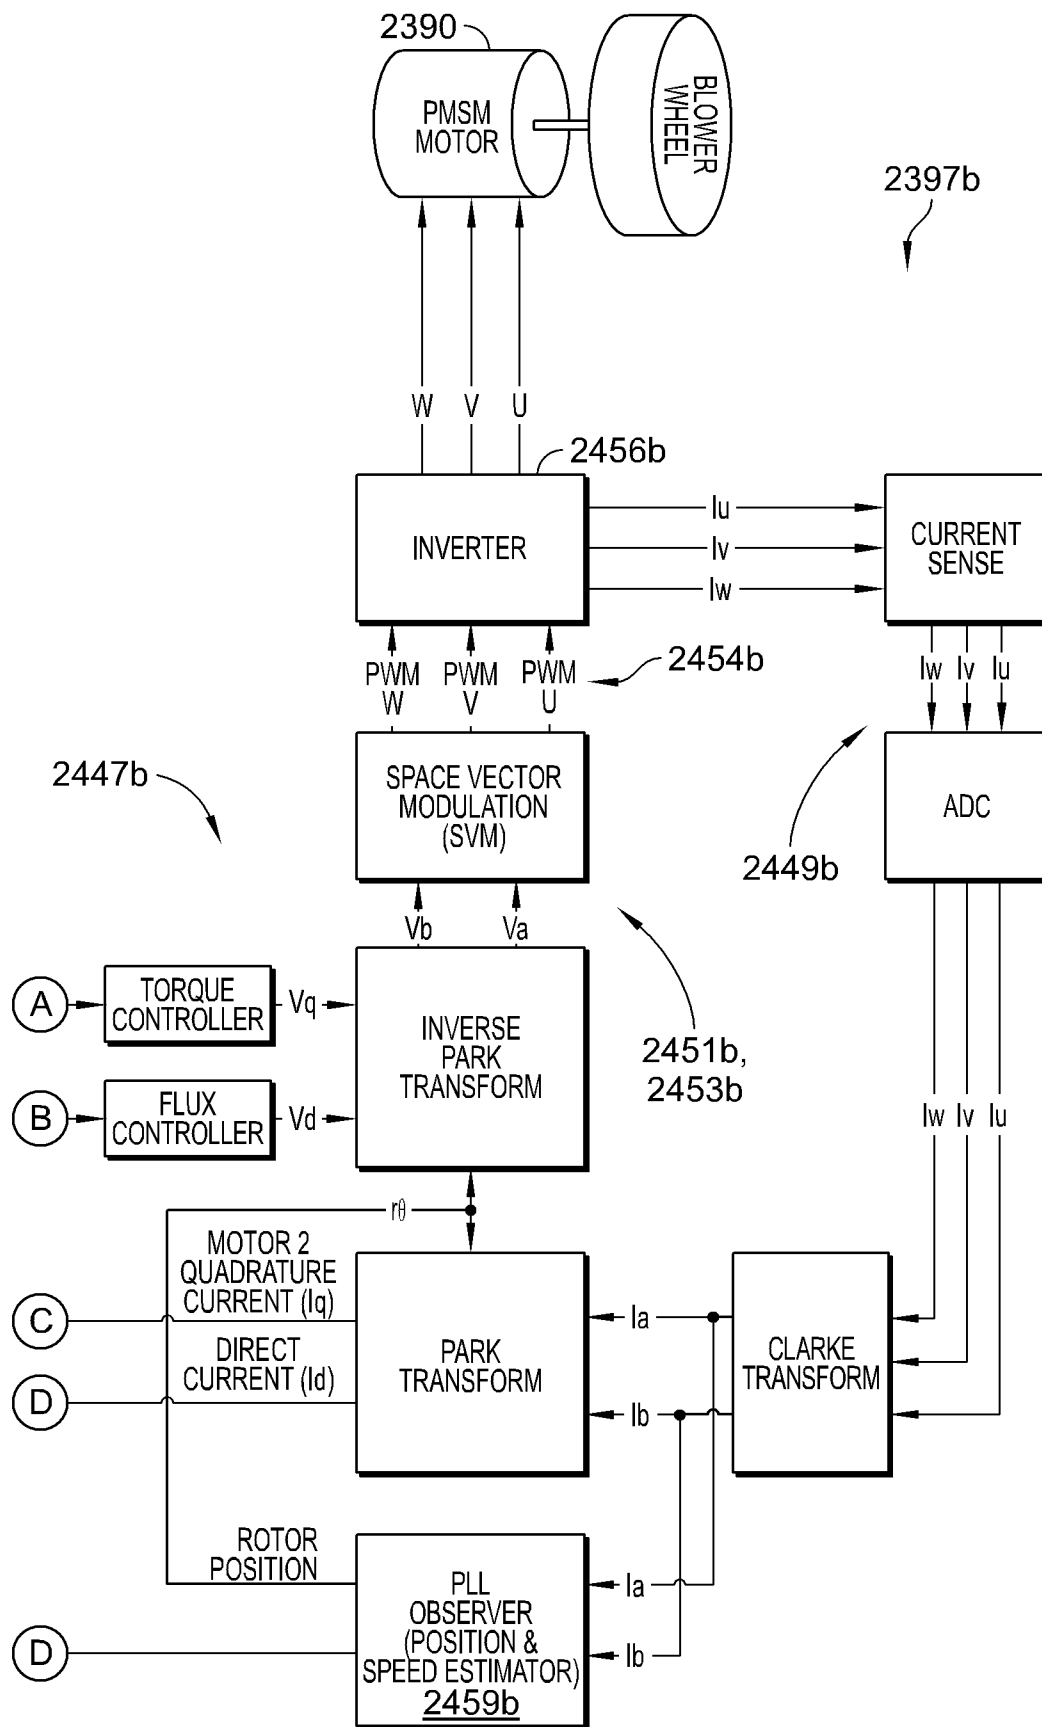 2390
PMSM
MOTOR
BLOWER
WHEEL
2397b
W V U
2456b
INVERTER
Iu
Iv
Iw
CURRENT
SENSE
PWM W
PWM V
PWM U
2454b
Iw Iv Iu
2447b
SPACE VECTOR
MODULATION
(SVM)
ADC
2449b
Vb Va
A
TORQUE
CONTROLLER
Vq
INVERSE
PARK
TRANSFORM
2451b,
2453b
B
FLUX
CONTROLLER
Vd
Iw Iv Iu
rθ
MOTOR 2
QUADRATURE
CURRENT (Iq)
C
DIRECT
CURRENT (Id)
D
PARK
TRANSFORM
Ia
Ib
CLARKE
TRANSFORM
ROTOR
POSITION
D
PLL
OBSERVER
(POSITION &
SPEED ESTIMATOR)
2459b
Ia
Ib